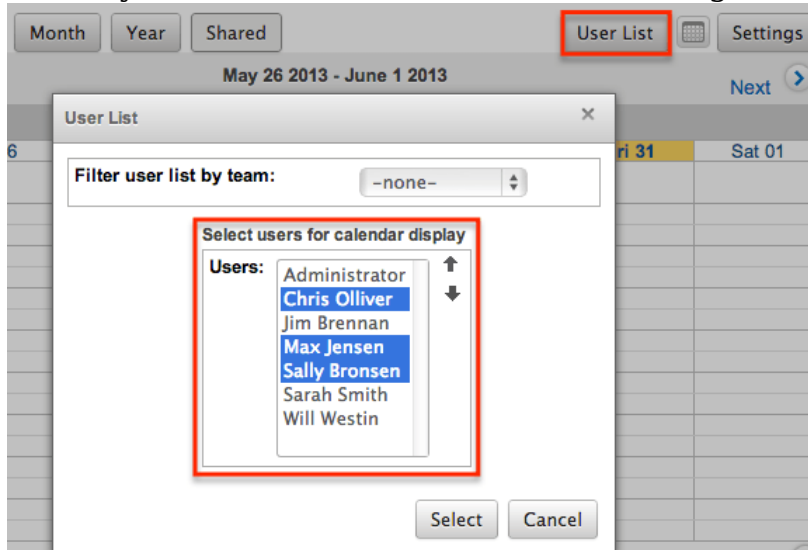 Month Year Shared User List Settings
May 26 2013 - June 1 2013
Next
User List ×
6 ri 31 Sat 01
Filter user list by team: -none-
Select users for calendar display
Users:
Administrator
Chris Olliver
Jim Brennan
Max Jensen
Sally Bronsen
Sarah Smith
Will Westin
Select Cancel